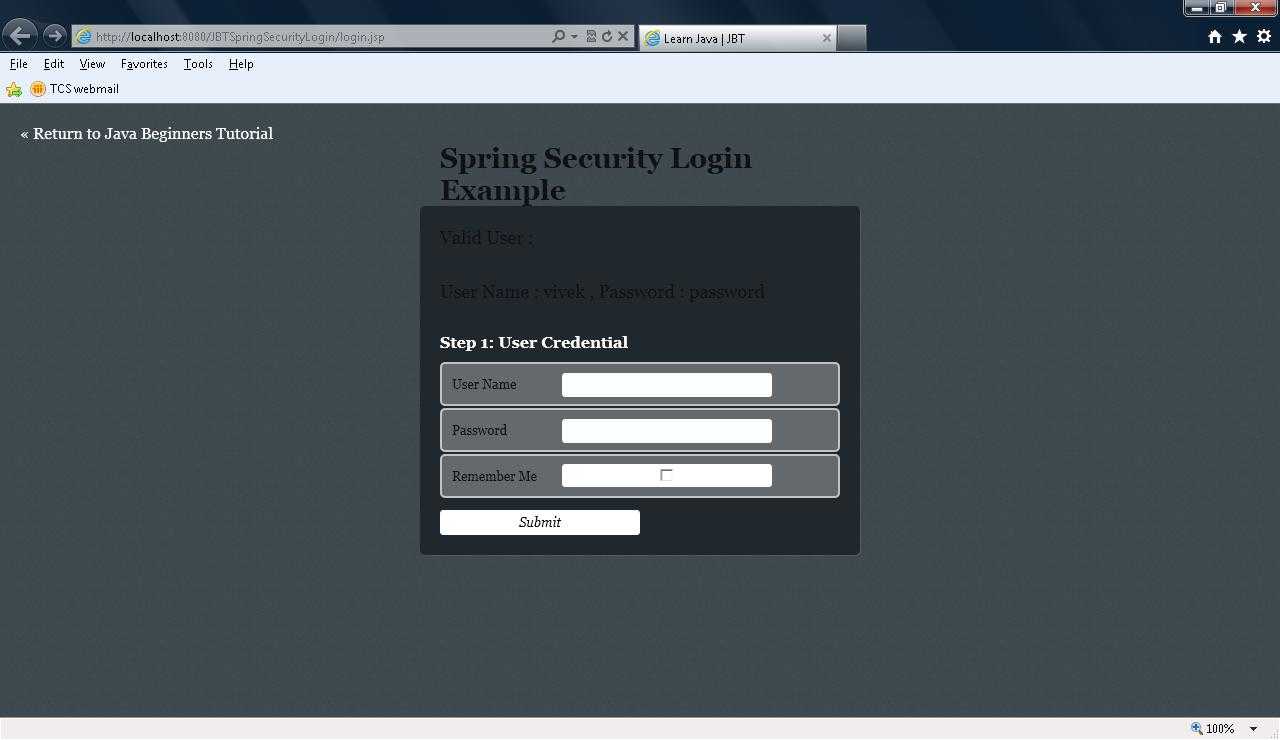 http://localhost:8080/JBTSpringSecurityLogin/login.jsp
Learn Java | JBT
File Edit View Favorites Tools Help
TCS webmail
« Return to Java Beginners Tutorial
Spring Security Login
Example
Valid User :
User Name : vivek , Password : password
Step 1: User Credential
User Name
Password
Remember Me
Submit
100%